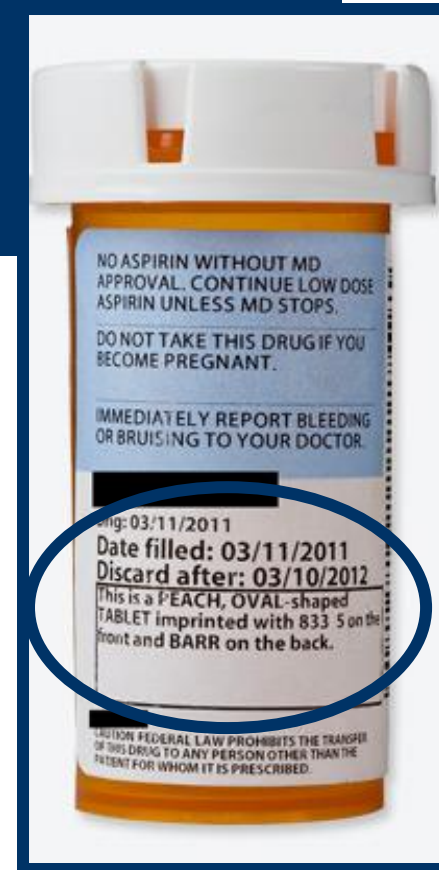 NO ASPIRIN WITHOUT MD
APPROVAL. CONTINUE LOW DOSE
ASPIRIN UNLESS MD STOPS.
DO NOT TAKE THIS DRUG IF YOU
BECOME PREGNANT.
IMMEDIATELY REPORT BLEEDING
OR BRUISING TO YOUR DOCTOR.
03/11/2011
Date filled: 03/11/2011
Discard after: 03/10/2012
This is a PEACH, OVAL-shaped
TABLET imprinted with 833 5 on the
front and BARR on the back.
CAUTION FEDERAL LAW PROHIBITS THE TRANSFER
OF THIS DRUG TO ANY PERSON OTHER THAN THE
PATIENT FOR WHOM IT IS PRESCRIBED.